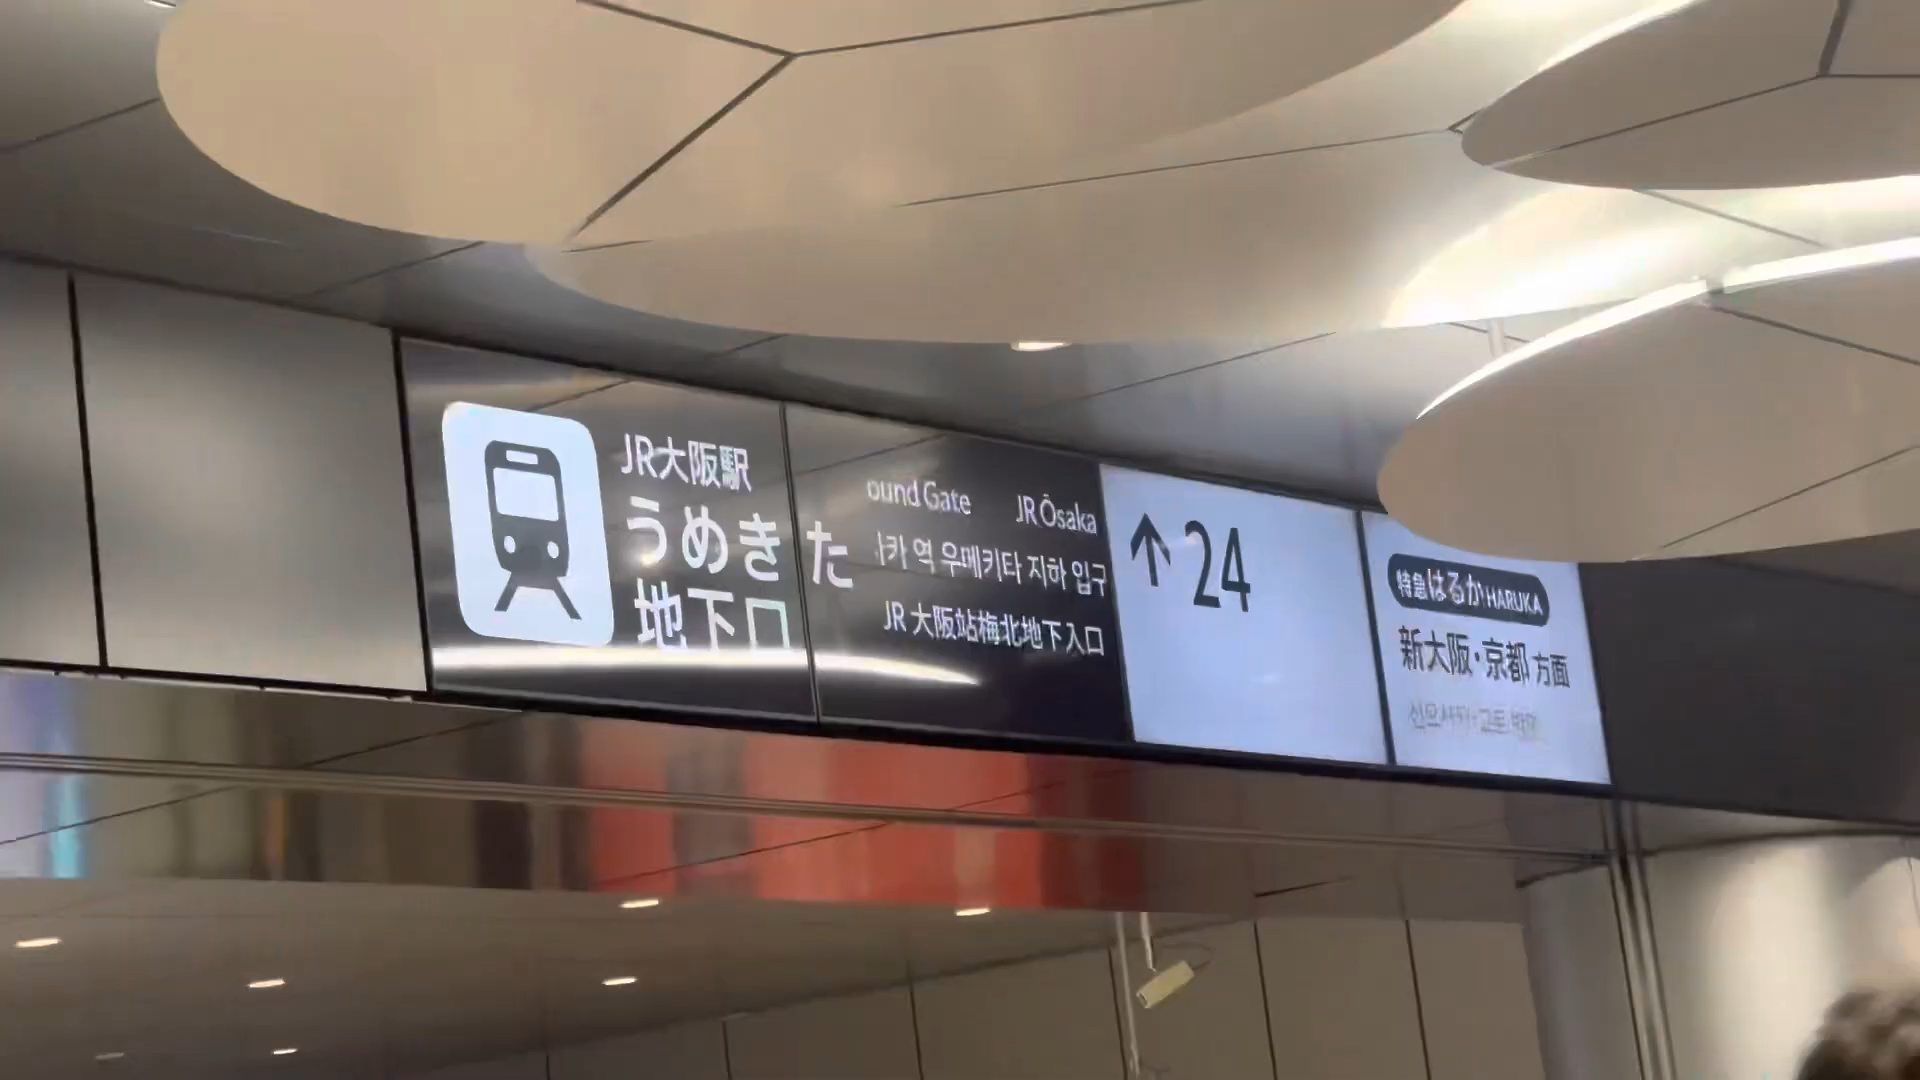 JR大阪駅
うめきた
地下口
ound Gate JR Ōsaka
카 역 우메키타 지하 입구
JR 大阪站梅北地下入口
↑ 24
特急はるか HARUKA
新大阪・京都 方面